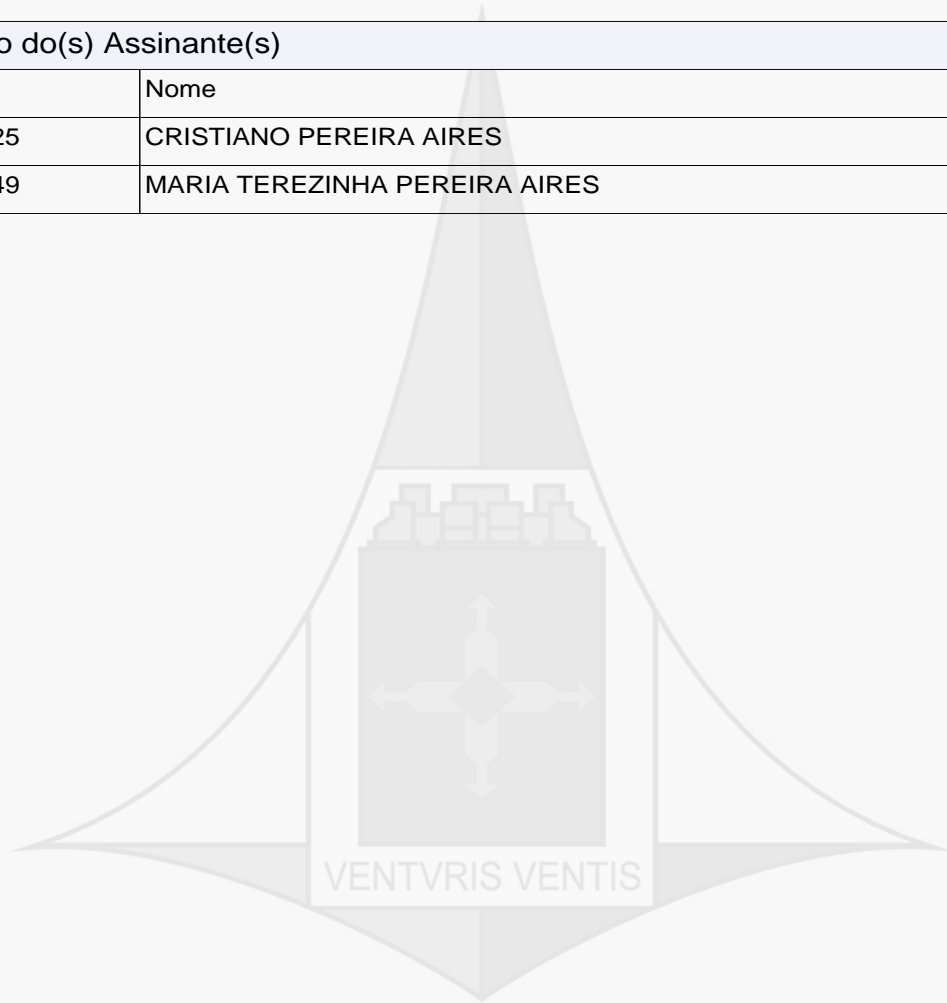 o do(s) Assinante(s)
Nome
25 CRISTIANO PEREIRA AIRES
49 MARIA TEREZINHA PEREIRA AIRES
VENTVRIS VENTIS